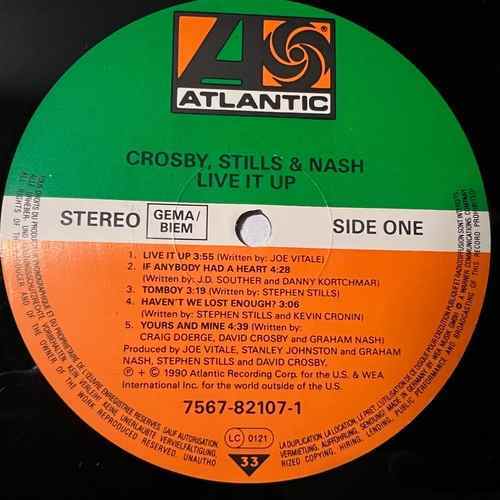 ATLANTIC
CROSBY, STILLS & NASH
LIVE IT UP
STEREO GEMA/ BIEM SIDE ONE
1. LIVE IT UP 3:55 (Written by: JOE VITALE)
2. IF ANYBODY HAD A HEART 4:28
(Written by: J.D. SOUTHER and DANNY KORTCHMAR)
3. TOMBOY 3:19 (Written by: STEPHEN STILLS)
4. HAVEN'T WE LOST ENOUGH? 3:06
(Written by: STEPHEN STILLS and KEVIN CRONIN)
5. YOURS AND MINE 4:39 (Written by:
CRAIG DOERGE, DAVID CROSBY and GRAHAM NASH)
Produced by JOE VITALE, STANLEY JOHNSTON and GRAHAM
NASH, STEPHEN STILLS and DAVID CROSBY,
℗ + © 1990 Atlantic Recording Corp. for the U.S. & WEA
International Inc. for the world outside of the U.S.
7567-82107-1
LC 0121
33